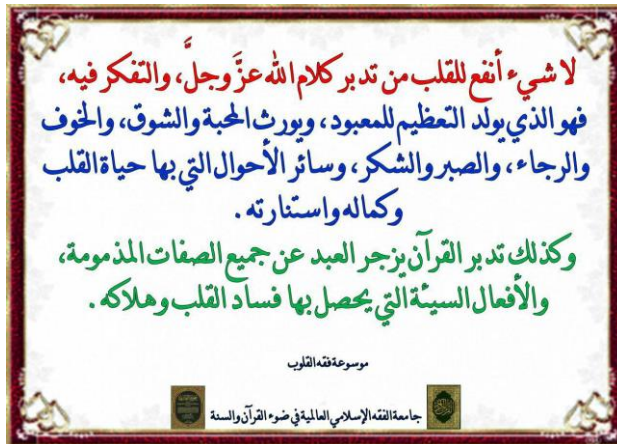 لا شيء أنفع للقلب من تدبر كلام الله عزَّ وجلَّ، والتفكر فيه،
فهو الذي يولد التعظيم للمعبود، ويورث المحبة والشوق، والخوف
والرجاء، والصبر والشكر، وسائر الأحوال التي بها حياة القلب
وكماله واستنارته.
وكذلك تدبر القرآن يزجر العبد عن جميع الصفات المذمومة،
والأفعال السيئة التي يحصل بها فساد القلب وهلاكه.
موسوعة فقه القلوب
جامعة الفقه الإسلامي العالمية في ضوء القرآن والسنة